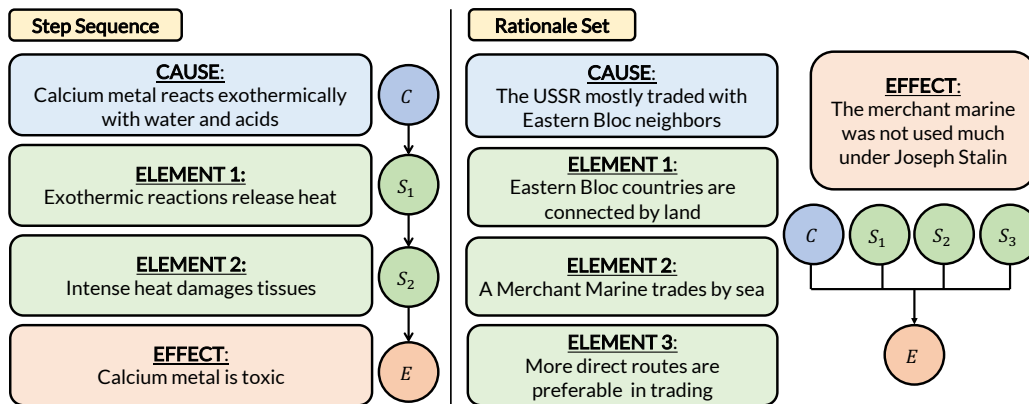 Step Sequence
CAUSE:
Calcium metal reacts exothermically
with water and acids
C
ELEMENT 1:
Exothermic reactions release heat
S₁
ELEMENT 2:
Intense heat damages tissues
S₂
EFFECT:
Calcium metal is toxic
E
Rationale Set
CAUSE:
The USSR mostly traded with
Eastern Bloc neighbors
ELEMENT 1:
Eastern Bloc countries are
connected by land
ELEMENT 2:
A Merchant Marine trades by sea
ELEMENT 3:
More direct routes are
preferable in trading
EFFECT:
The merchant marine
was not used much
under Joseph Stalin
C S₁ S₂ S₃
E